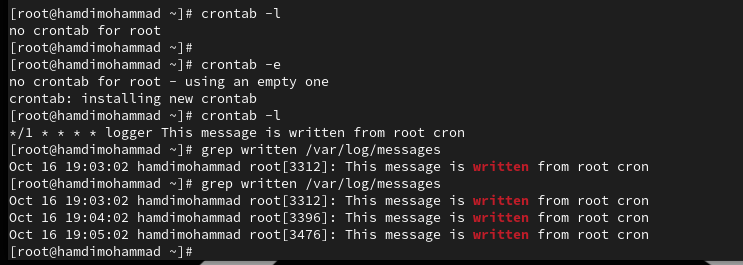 [root@hamdimohammad ~]# crontab -l
no crontab for root
[root@hamdimohammad ~]#
[root@hamdimohammad ~]# crontab -e
no crontab for root - using an empty one
crontab: installing new crontab
[root@hamdimohammad ~]# crontab -l
*/1 * * * * logger This message is written from root cron
[root@hamdimohammad ~]# grep written /var/log/messages
Oct 16 19:03:02 hamdimohammad root[3312]: This message is written from root cron
[root@hamdimohammad ~]# grep written /var/log/messages
Oct 16 19:03:02 hamdimohammad root[3312]: This message is written from root cron
Oct 16 19:04:02 hamdimohammad root[3396]: This message is written from root cron
Oct 16 19:05:02 hamdimohammad root[3476]: This message is written from root cron
[root@hamdimohammad ~]#